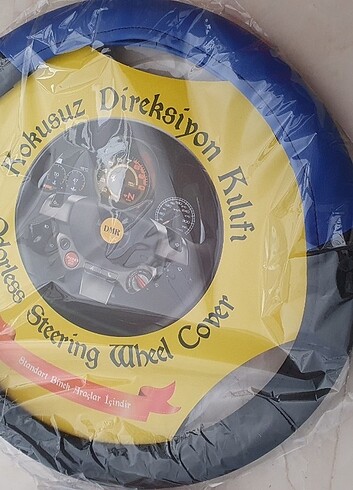 Kokusuz Direksiyon Kılıfı
DMR
Odorless Steering Wheel Cover
Standart Binek Araçlar İçindir